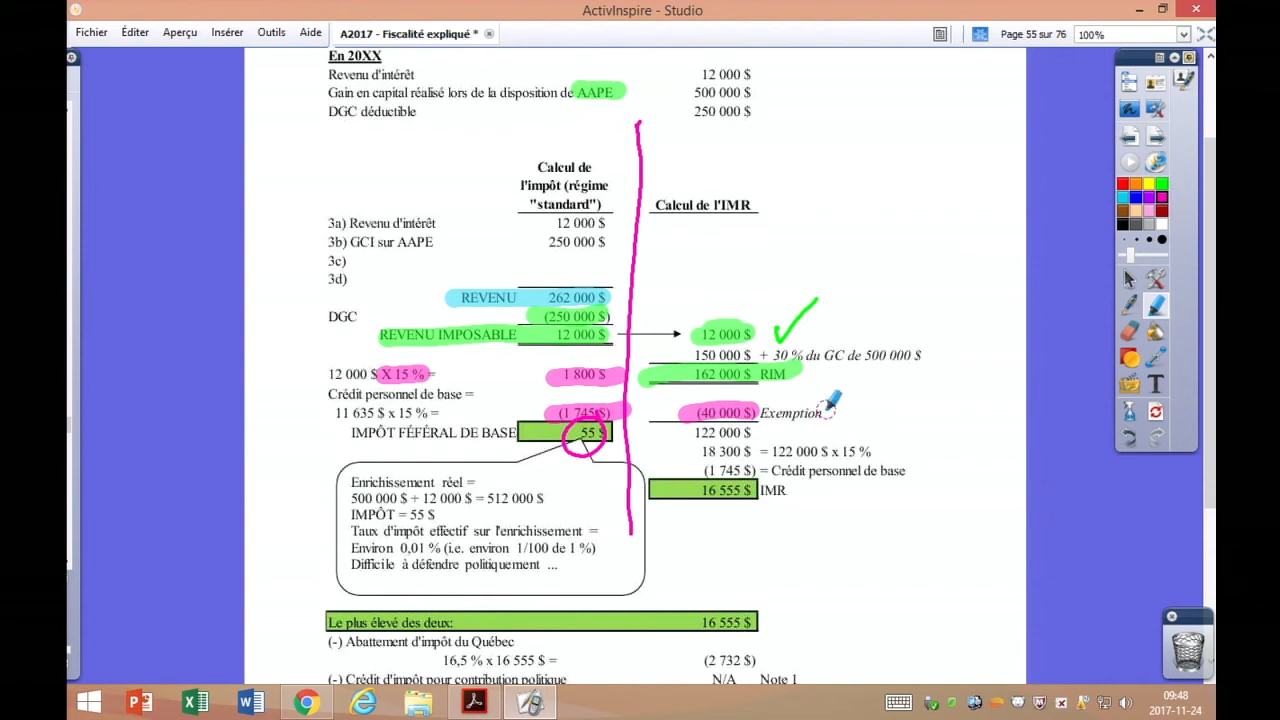 ActivInspire - Studio
Fichier Éditer Aperçu Insérer Outils Aide A2017 - Fiscalité expliqué * Page 55 sur 76 100%
En 20XX
Revenu d'intérêt 12 000 $
Gain en capital réalisé lors de la disposition de AAPE 500 000 $
DGC déductible 250 000 $
Calcul de
l'impôt (régime
"standard") Calcul de l'IMR
3a) Revenu d'intérêt 12 000 $
3b) GCI sur AAPE 250 000 $
3c)
3d)
REVENU 262 000 $
DGC (250 000 $)
REVENU IMPOSABLE 12 000 $ 12 000 $
150 000 $ + 30 % du GC de 500 000 $
12 000 $ X 15 % = 1 800 $ 162 000 $ RIM
Crédit personnel de base =
11 635 $ x 15 % = (1 745 $) (40 000 $) Exemption
IMPÔT FÉFÉRAL DE BASE 55 $ 122 000 $
18 300 $ = 122 000 $ x 15 %
(1 745 $) = Crédit personnel de base
16 555 $ IMR
Enrichissement réel =
500 000 $ + 12 000 $ = 512 000 $
IMPÔT = 55 $
Taux d'impôt effectif sur l'enrichissement =
Environ 0,01 % (i.e. environ 1/100 de 1 %)
Difficile à défendre politiquement ...
Le plus élevé des deux: 16 555 $
(-) Abattement d'impôt du Québec
16,5 % x 16 555 $ = (2 732 $)
(-) Crédit d'impôt pour contribution politique N/A Note 1
09:48
2017-11-24